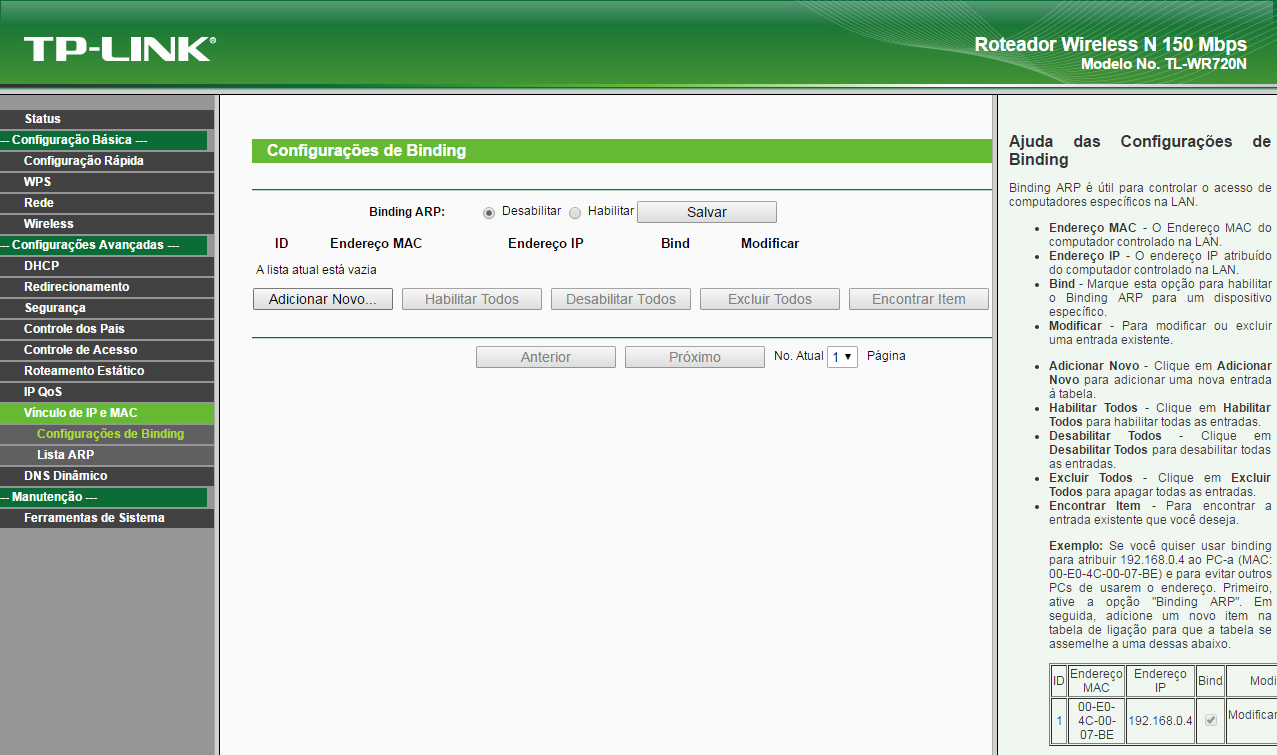 TP-LINK®
Roteador Wireless N 150 Mbps
Modelo No. TL-WR720N
Status
--- Configuração Básica ---
Configuração Rápida
WPS
Rede
Wireless
--- Configurações Avançadas ---
DHCP
Redirecionamento
Segurança
Controle dos Pais
Controle de Acesso
Roteamento Estático
IP QoS
Vínculo de IP e MAC
Configurações de Binding
Lista ARP
DNS Dinâmico
--- Manutenção ---
Ferramentas de Sistema
Configurações de Binding
Binding ARP: Desabilitar Habilitar Salvar
ID Endereço MAC Endereço IP Bind Modificar
A lista atual está vazia
Adicionar Novo... Habilitar Todos Desabilitar Todos Excluir Todos Encontrar Item
Anterior Próximo No. Atual 1 Página
Ajuda das Configurações de
Binding
Binding ARP é útil para controlar o acesso de
computadores específicos na LAN.
• Endereço MAC - O Endereço MAC do
computador controlado na LAN.
• Endereço IP - O endereço IP atribuído
do computador controlado na LAN.
• Bind - Marque esta opção para habilitar
o Binding ARP para um dispositivo
específico.
• Modificar - Para modificar ou excluir
uma entrada existente.
• Adicionar Novo - Clique em Adicionar
Novo para adicionar uma nova entrada
à tabela.
• Habilitar Todos - Clique em Habilitar
Todos para habilitar todas as entradas.
• Desabilitar Todos - Clique em
Desabilitar Todos para desabilitar todas
as entradas.
• Excluir Todos - Clique em Excluir
Todos para apagar todas as entradas.
• Encontrar Item - Para encontrar a
entrada existente que você deseja.
Exemplo: Se você quiser usar binding
para atribuir 192.168.0.4 ao PC-a (MAC:
00-E0-4C-00-07-BE) e para evitar outros
PCs de usarem o endereço. Primeiro,
ative a opção "Binding ARP". Em
seguida, adicione um novo item na
tabela de ligação para que a tabela se
assemelhe a uma dessas abaixo.
ID Endereço MAC Endereço IP Bind Modi
1 00-E0-4C-00-07-BE 192.168.0.4 Modificar